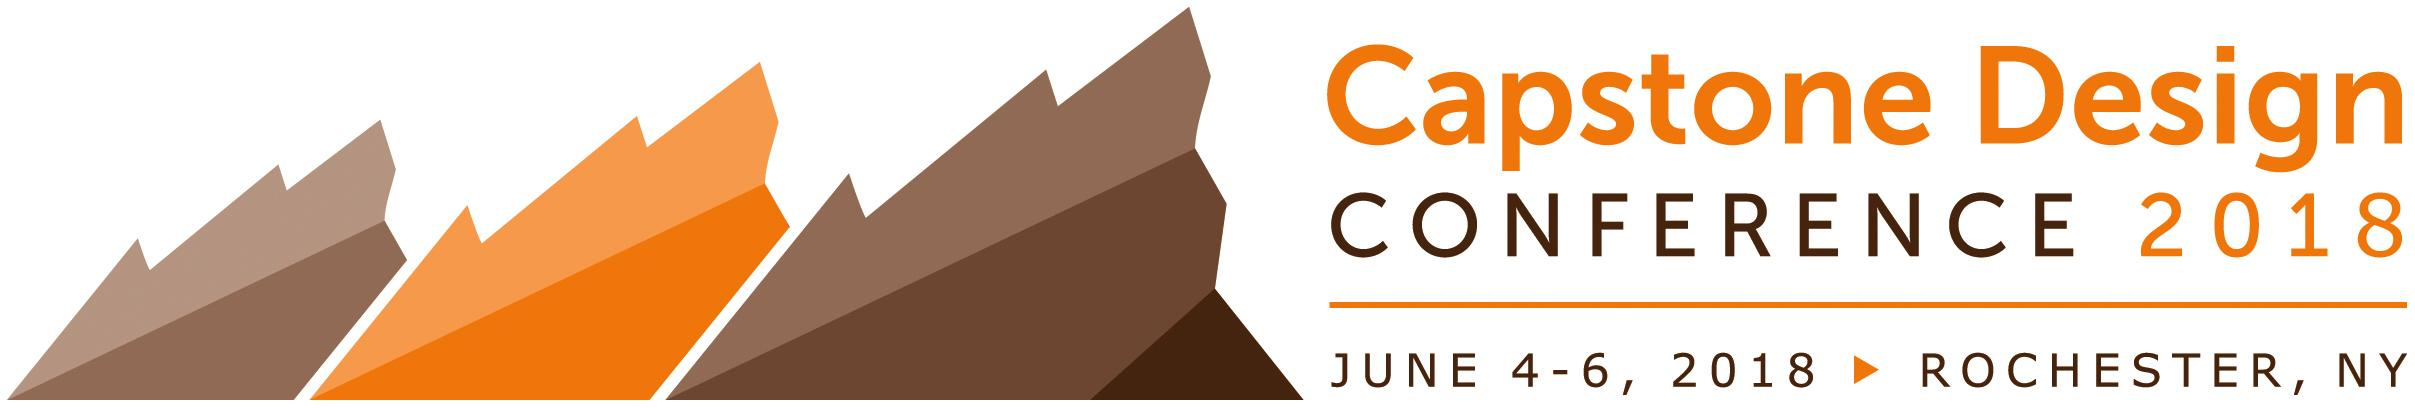 Capstone Design
CONFERENCE 2018
JUNE 4-6, 2018 ▶ ROCHESTER, NY